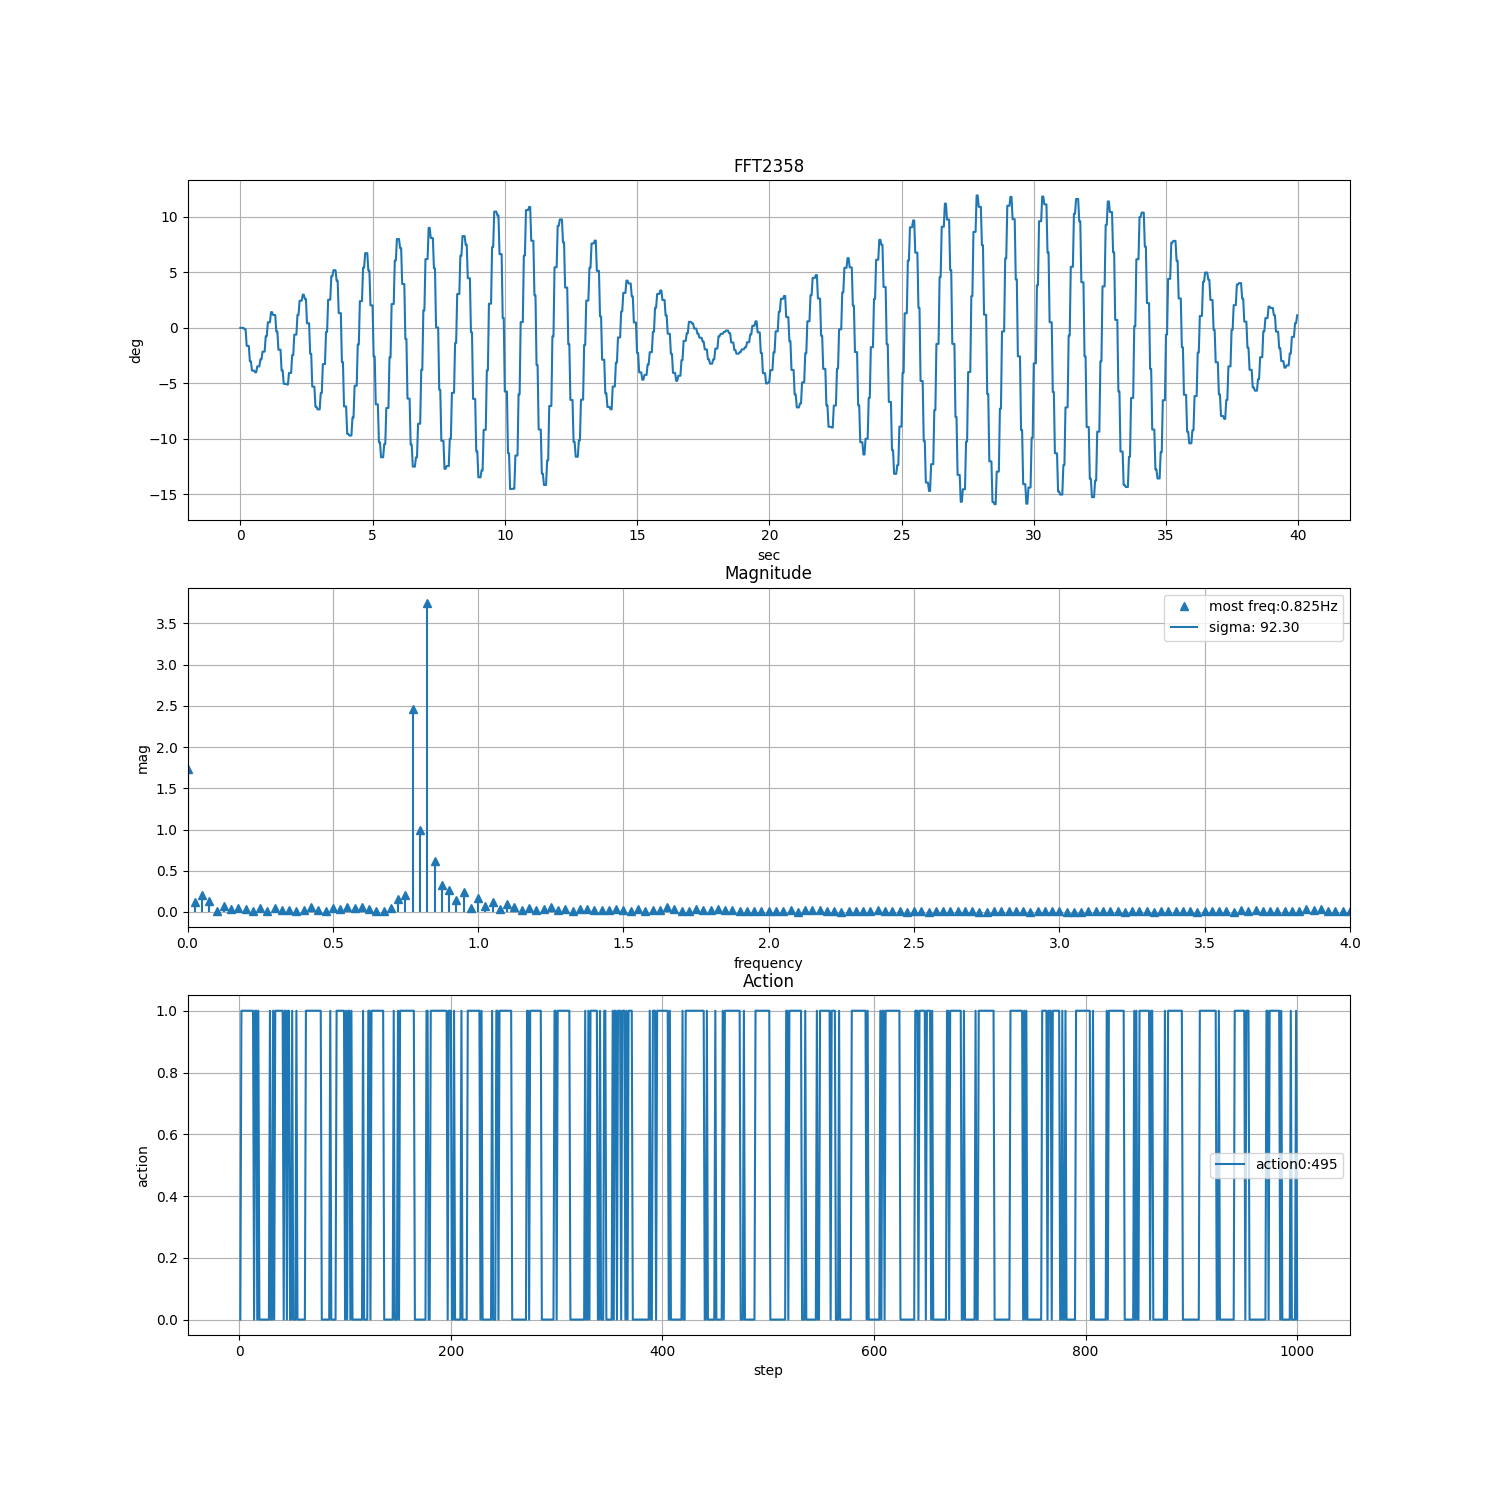 FFT2358
10
5
0
−5
−10
−15
deg
0 5 10 15 20 25 30 35 40
sec
Magnitude
most freq:0.825Hz
sigma: 92.30
3.5
3.0
2.5
2.0
1.5
1.0
0.5
0.0
mag
0.0 0.5 1.0 1.5 2.0 2.5 3.0 3.5 4.0
frequency
Action
1.0
0.8
0.6
0.4
0.2
0.0
action
action0:495
0 200 400 600 800 1000
step